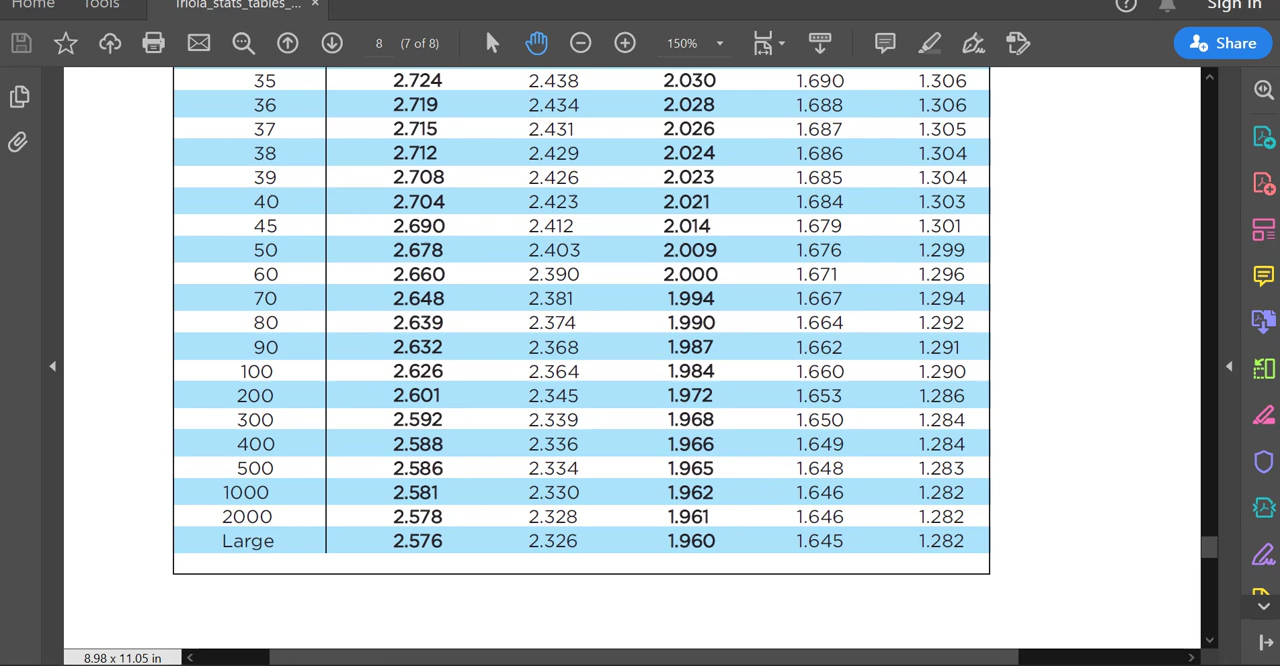 Home Tools Triola_stats_tables_... × Sign In
8 (7 of 8) 150% Share
35 2.724 2.438 2.030 1.690 1.306
36 2.719 2.434 2.028 1.688 1.306
37 2.715 2.431 2.026 1.687 1.305
38 2.712 2.429 2.024 1.686 1.304
39 2.708 2.426 2.023 1.685 1.304
40 2.704 2.423 2.021 1.684 1.303
45 2.690 2.412 2.014 1.679 1.301
50 2.678 2.403 2.009 1.676 1.299
60 2.660 2.390 2.000 1.671 1.296
70 2.648 2.381 1.994 1.667 1.294
80 2.639 2.374 1.990 1.664 1.292
90 2.632 2.368 1.987 1.662 1.291
100 2.626 2.364 1.984 1.660 1.290
200 2.601 2.345 1.972 1.653 1.286
300 2.592 2.339 1.968 1.650 1.284
400 2.588 2.336 1.966 1.649 1.284
500 2.586 2.334 1.965 1.648 1.283
1000 2.581 2.330 1.962 1.646 1.282
2000 2.578 2.328 1.961 1.646 1.282
Large 2.576 2.326 1.960 1.645 1.282
8.98 x 11.05 in